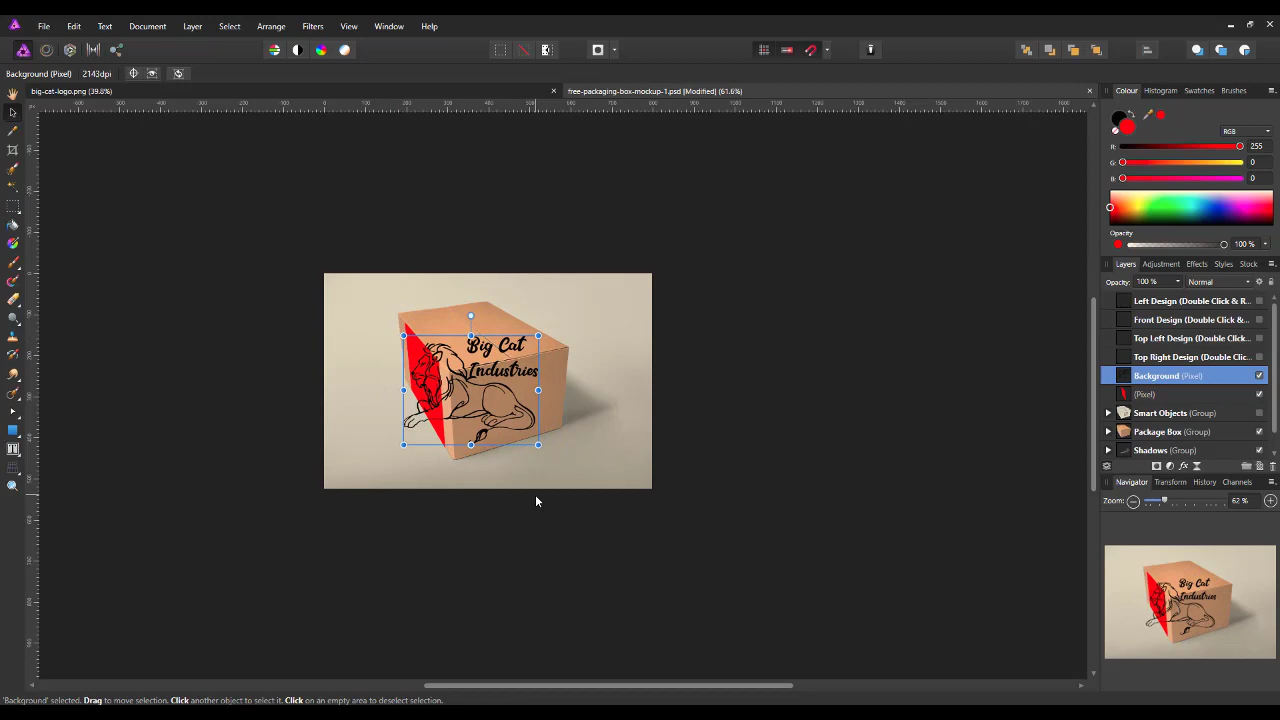 File Edit Text Document Layer Select Arrange Filters View Window Help
Background (Pixel) 2143dpi
big-cat-logo.png (39.8%)
free-packaging-box-mockup-1.psd [Modified] (61.6%)
Colour Histogram Swatches Brushes
RGB
R: 255
G: 0
B: 0
Opacity
100 %
Layers Adjustment Effects Styles Stock
Opacity: 100 % Normal
Left Design (Double Click & R...
Front Design (Double Click & R...
Top Left Design (Double Click...
Top Right Design (Double Clic...
Background (Pixel)
(Pixel)
Smart Objects (Group)
Package Box (Group)
Shadows (Group)
Navigator Transform History Channels
Zoom: 62 %
Big Cat
Industries
Big Cat
Industries
'Background' selected. Drag to move selection. Click another object to select it. Click on an empty area to deselect selection.